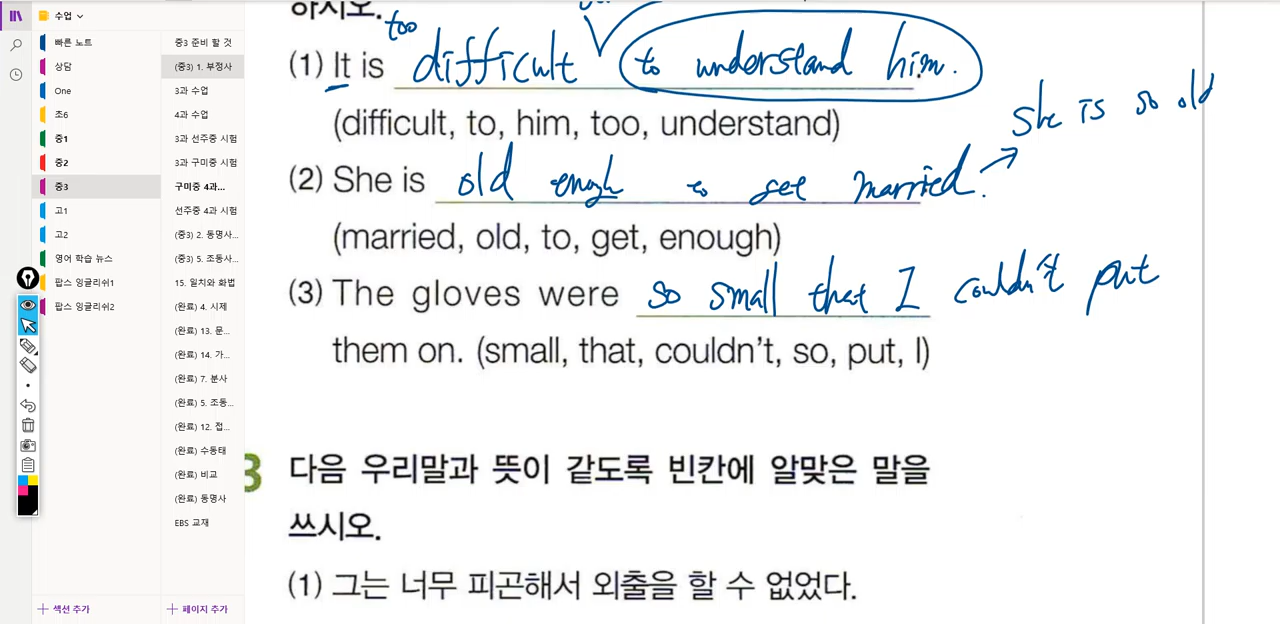 수업
빠른 노트
상담
One
초6
중1
중2
중3
고1
고2
영어 학습 뉴스
팝스 잉글리쉬1
팝스 잉글리쉬2
섹션 추가
중3 준비 할 것
(중3) 1. 부정사
3과 수업
4과 수업
3과 선주중 시험
3과 구미중 시험
구미중 4과...
선주중 4과 시험
(중3) 2. 동명사...
(중3) 5. 조동사...
15. 일치와 화법
(완료) 4. 시제
(완료) 13. 문...
(완료) 14. 가...
(완료) 7. 분사
(완료) 5. 조동...
(완료) 12. 접...
(완료) 수동태
(완료) 비교
(완료) 동명사
EBS 교재
페이지 추가
하시오.
too
(1) It is difficult to understand him.
(difficult, to, him, too, understand)
She is so old
(2) She is old enough to get married.
(married, old, to, get, enough)
(3) The gloves were so small that I couldn't put
them on. (small, that, couldn't, so, put, I)
3 다음 우리말과 뜻이 같도록 빈칸에 알맞은 말을
쓰시오.
(1) 그는 너무 피곤해서 외출을 할 수 없었다.